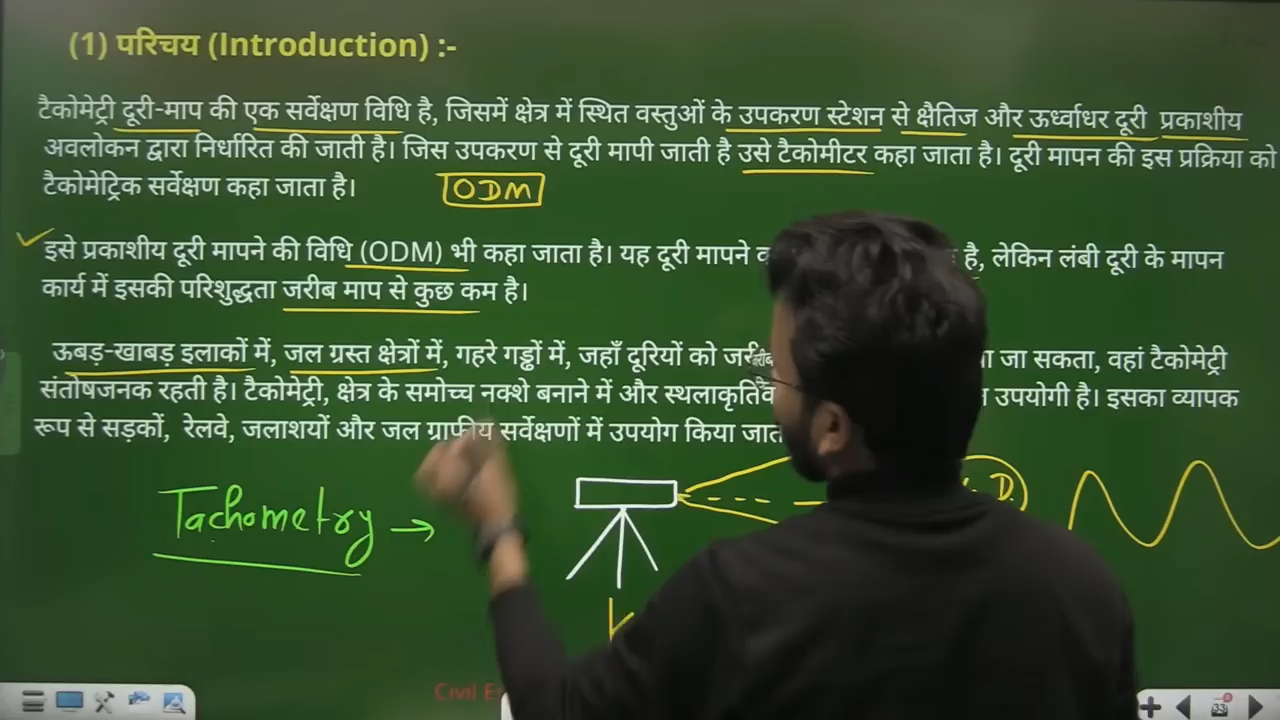 (1) परिचय (Introduction) :-
टैकोमेट्री दूरी-माप की एक सर्वेक्षण विधि है, जिसमें क्षेत्र में स्थित वस्तुओं के उपकरण स्टेशन से क्षैतिज और ऊर्ध्वाधर दूरी प्रकाशीय
अवलोकन द्वारा निर्धारित की जाती है। जिस उपकरण से दूरी मापी जाती है उसे टैकोमीटर कहा जाता है। दूरी मापन की इस प्रक्रिया को
टैकोमेट्रिक सर्वेक्षण कहा जाता है।
ODM
इसे प्रकाशीय दूरी मापने की विधि (ODM) भी कहा जाता है। यह दूरी मापने है, लेकिन लंबी दूरी के मापन
कार्य में इसकी परिशुद्धता जरीब माप से कुछ कम है।
ऊबड़-खाबड़ इलाकों में, जल ग्रस्त क्षेत्रों में, गहरे गड्ढों में, जहाँ दूरियों को जा सकता, वहां टैकोमेट्री
संतोषजनक रहती है। टैकोमेट्री, क्षेत्र के समोच्च नक्शे बनाने में और उपयोगी है। इसका व्यापक
रूप से सड़कों, रेलवे, जलाशयों और जल ग्राफीय सर्वेक्षणों में उपयोग किया
Tachometry →
D.
Civil
33